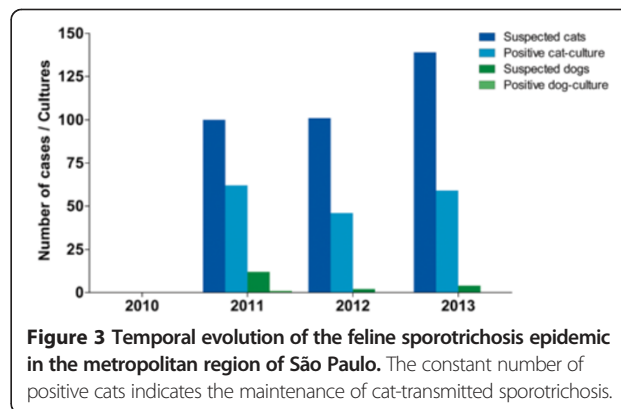 150
125
100
75
50
25
0
Number of cases / Cultures
Suspected cats
Positive cat-culture
Suspected dogs
Positive dog-culture
2010 2011 2012 2013
Figure 3 Temporal evolution of the feline sporotrichosis epidemic
in the metropolitan region of São Paulo. The constant number of
positive cats indicates the maintenance of cat-transmitted sporotrichosis.